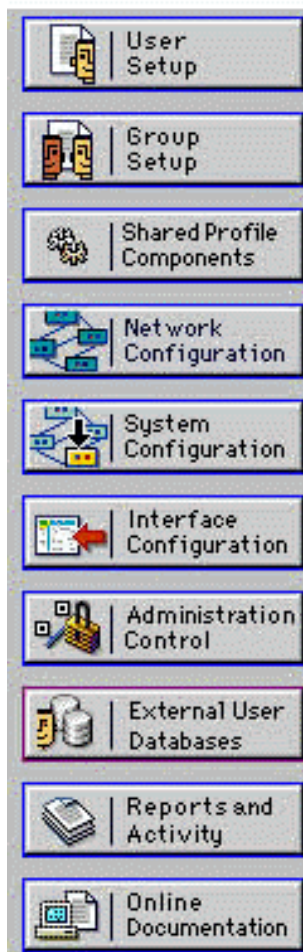 User
Setup
Group
Setup
Shared Profile
Components
Network
Configuration
System
Configuration
Interface
Configuration
Administration
Control
External User
Databases
Reports and
Activity
Online
Documentation